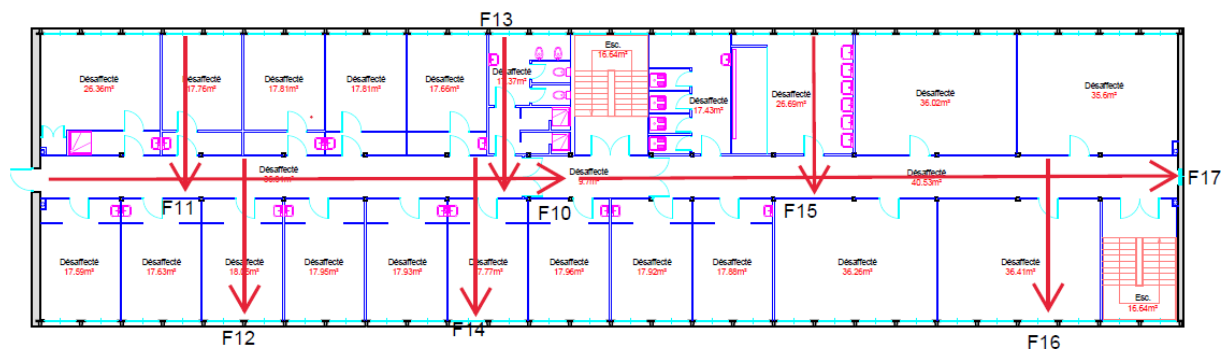 F13
Esc.
16.64m²
Désaffecté
26.36m²
Désaffecté
17.76m²
Désaffecté
17.81m²
Désaffecté
17.81m²
Désaffecté
17.66m²
Désaffecté
Désaffecté
17.43m²
Désaffecté
26.69m²
Désaffecté
36.02m²
Désaffecté
35.6m²
Désaffecté
Désaffecté
9.7m²
Désaffecté
40.53m²
F17
F11
F10
F15
Désaffecté
17.59m²
Désaffecté
17.63m²
Désaffecté
Désaffecté
17.95m²
Désaffecté
17.93m²
Désaffecté
Désaffecté
17.96m²
Désaffecté
17.92m²
Désaffecté
17.88m²
Désaffecté
36.26m²
Désaffecté
36.41m²
Esc.
16.64m²
F12
F14
F16